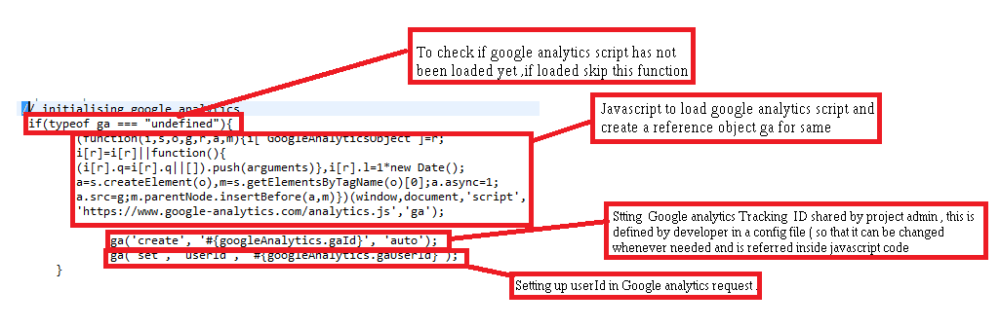 To check if google analytics script has not
been loaded yet ,if loaded skip this function
// initialising google analytics
if(typeof ga === "undefined"){
Javascript to load google analytics script and
create a reference object ga for same
(function(i,s,o,g,r,a,m){i['GoogleAnalyticsObject']=r;
i[r]=i[r]||function(){
(i[r].q=i[r].q||[]).push(arguments)},i[r].l=1*new Date();
a=s.createElement(o),m=s.getElementsByTagName(o)[0];a.async=1;
a.src=g;m.parentNode.insertBefore(a,m)})(window,document,'script',
'https://www.google-analytics.com/analytics.js','ga');
Stting Google analytics Tracking ID shared by project admin , this is
defined by developer in a config file ( so that it can be changed
whenever needed and is referred inside javascript code
ga('create', '#{googleAnalytics.gaId}', 'auto');
ga('set', 'userId', '#{googleAnalytics.gaUserId}');
}
Setting up userId in Google analytics request .